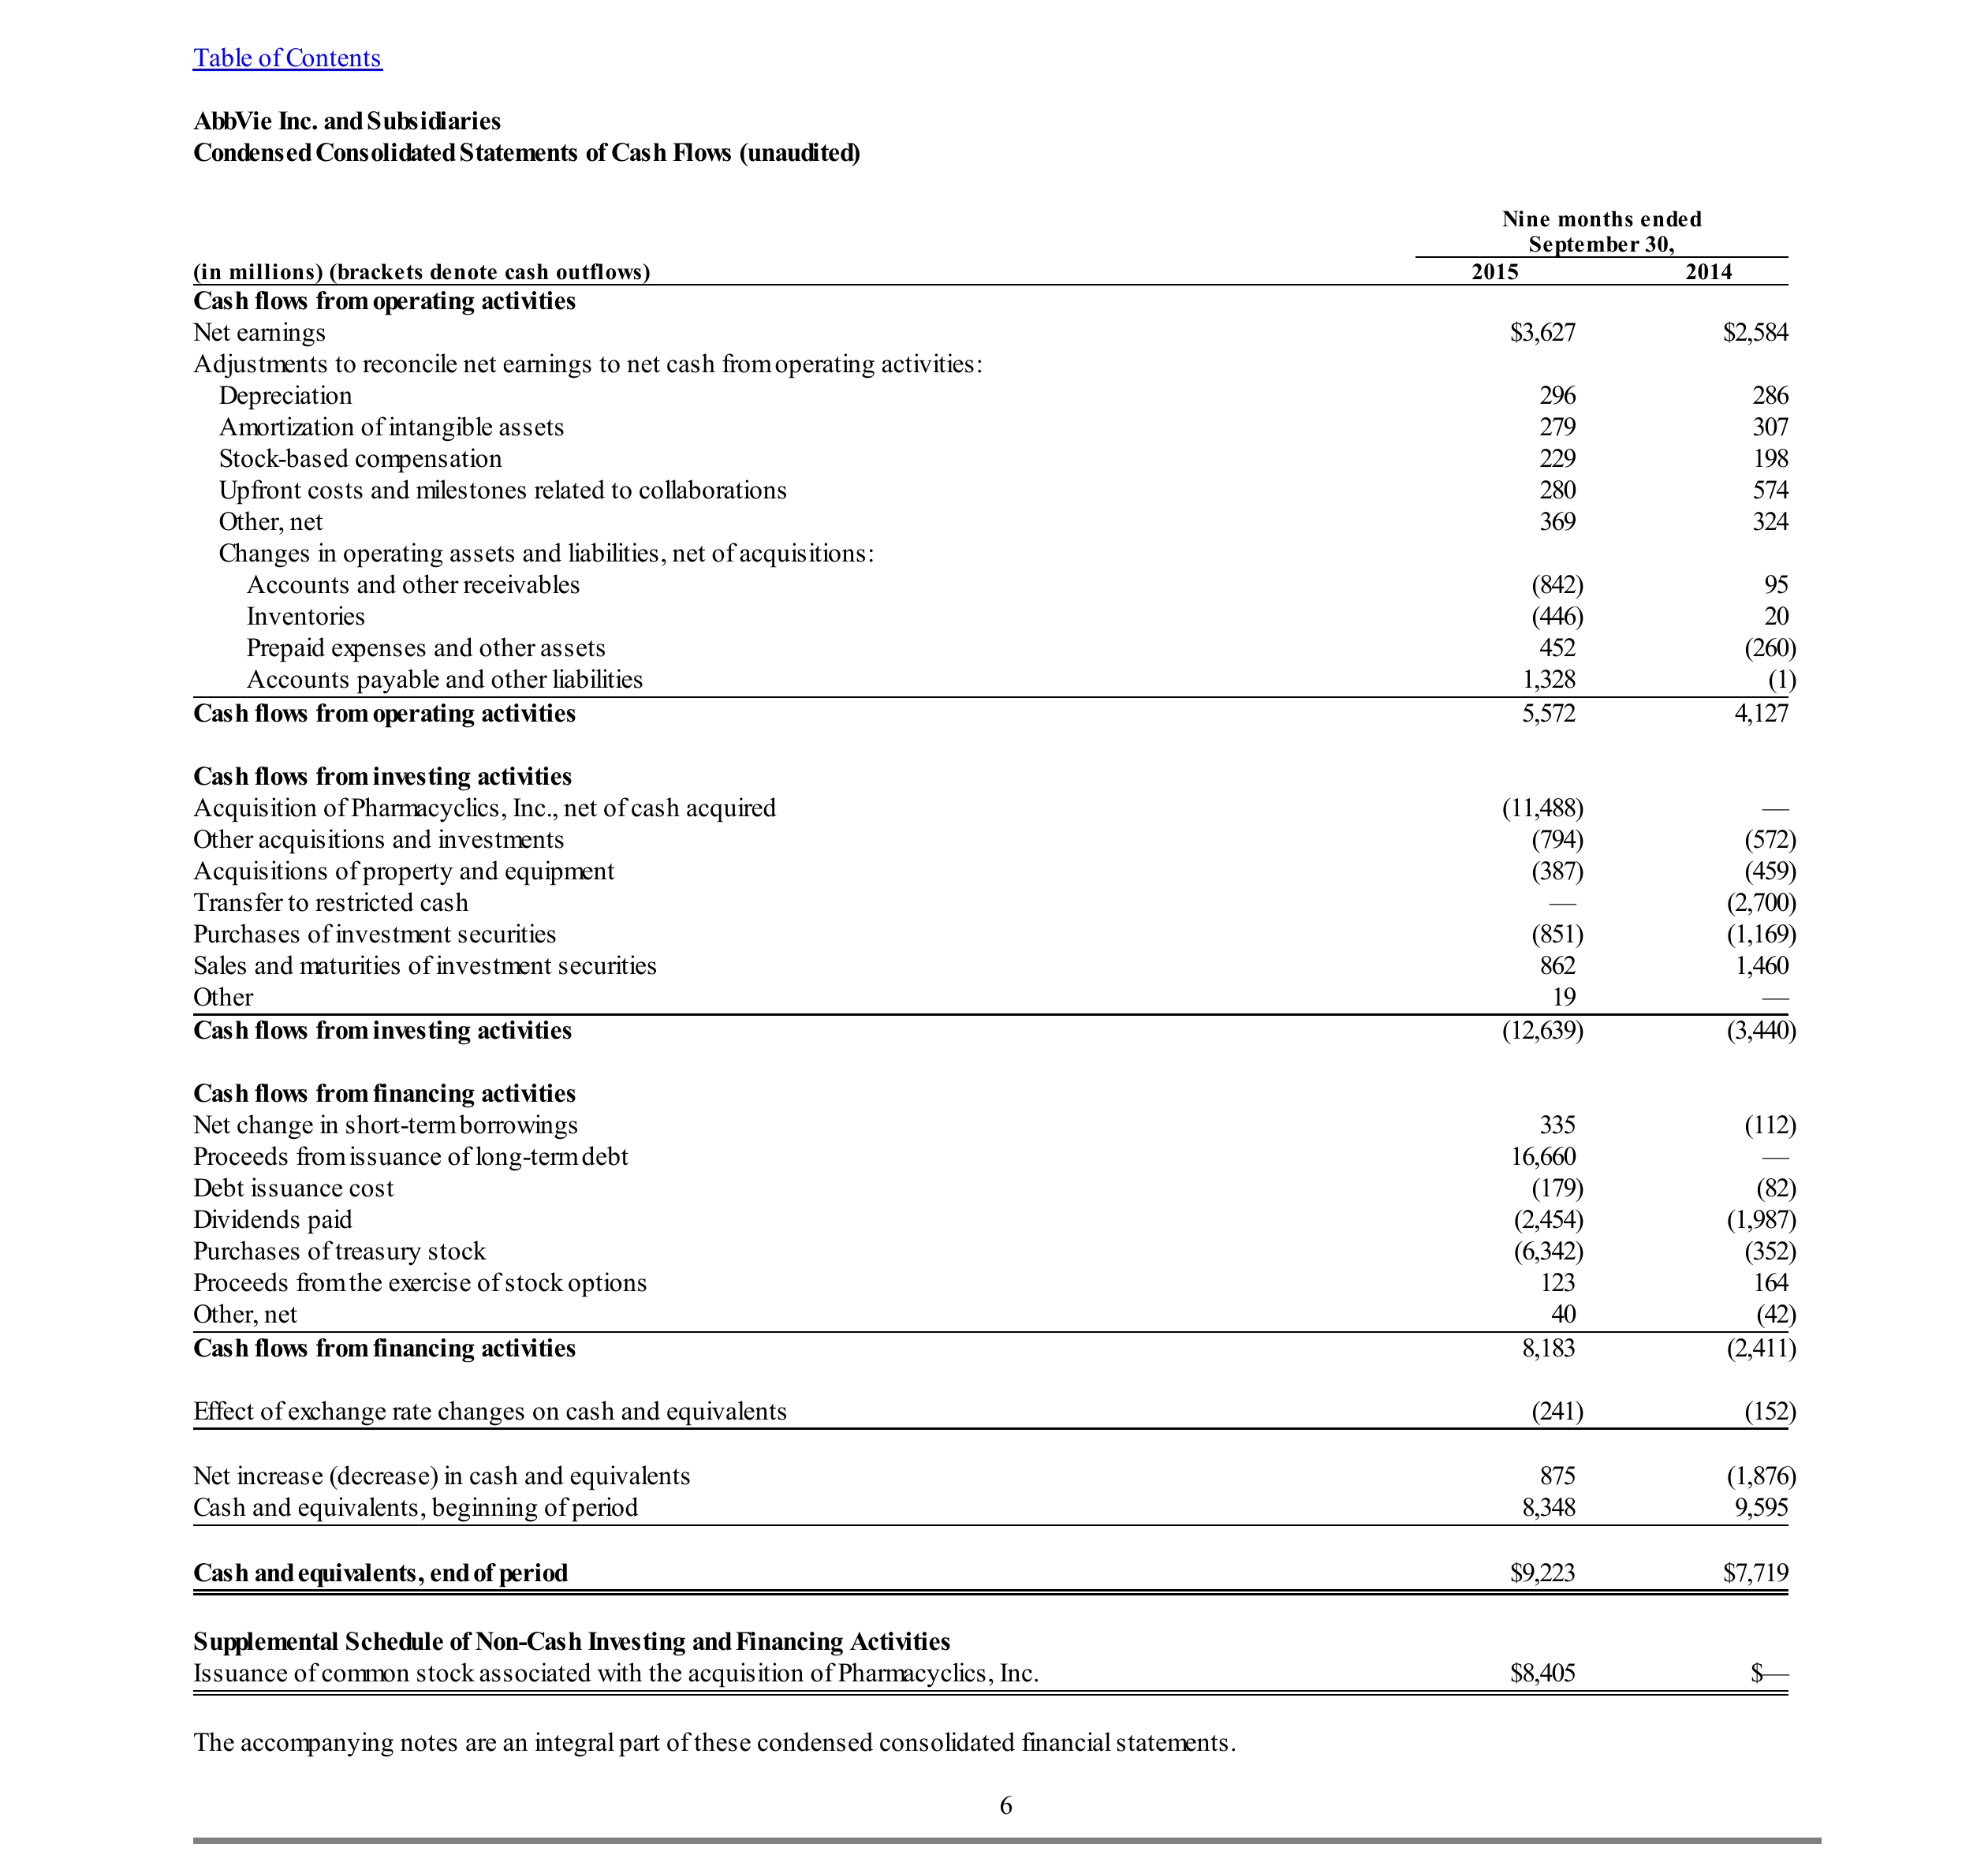 Table of Contents
AbbVie Inc. and Subsidiaries
Condensed Consolidated Statements of Cash Flows (unaudited)
Nine months ended
September 30,
(in millions) (brackets denote cash outflows) 2015 2014
Cash flows from operating activities
Net earnings $3,627 $2,584
Adjustments to reconcile net earnings to net cash from operating activities:
Depreciation 296 286
Amortization of intangible assets 279 307
Stock-based compensation 229 198
Upfront costs and milestones related to collaborations 280 574
Other, net 369 324
Changes in operating assets and liabilities, net of acquisitions:
Accounts and other receivables (842) 95
Inventories (446) 20
Prepaid expenses and other assets 452 (260)
Accounts payable and other liabilities 1,328 (1)
Cash flows from operating activities 5,572 4,127
Cash flows from investing activities
Acquisition of Pharmacyclics, Inc., net of cash acquired (11,488) —
Other acquisitions and investments (794) (572)
Acquisitions of property and equipment (387) (459)
Transfer to restricted cash — (2,700)
Purchases of investment securities (851) (1,169)
Sales and maturities of investment securities 862 1,460
Other 19 —
Cash flows from investing activities (12,639) (3,440)
Cash flows from financing activities
Net change in short-term borrowings 335 (112)
Proceeds from issuance of long-term debt 16,660 —
Debt issuance cost (179) (82)
Dividends paid (2,454) (1,987)
Purchases of treasury stock (6,342) (352)
Proceeds from the exercise of stock options 123 164
Other, net 40 (42)
Cash flows from financing activities 8,183 (2,411)
Effect of exchange rate changes on cash and equivalents (241) (152)
Net increase (decrease) in cash and equivalents 875 (1,876)
Cash and equivalents, beginning of period 8,348 9,595
Cash and equivalents, end of period $9,223 $7,719
Supplemental Schedule of Non-Cash Investing and Financing Activities
Issuance of common stock associated with the acquisition of Pharmacyclics, Inc. $8,405 $—
The accompanying notes are an integral part of these condensed consolidated financial statements.
6